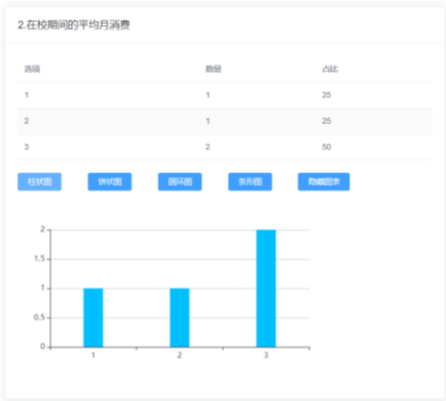 2.在校期间的平均月消费
选项 数量 占比
1 1 25
2 1 25
3 2 50
柱状图 饼状图 圆环图 条形图 隐藏图表
2
1.5
1
0.5
0
1 2 3